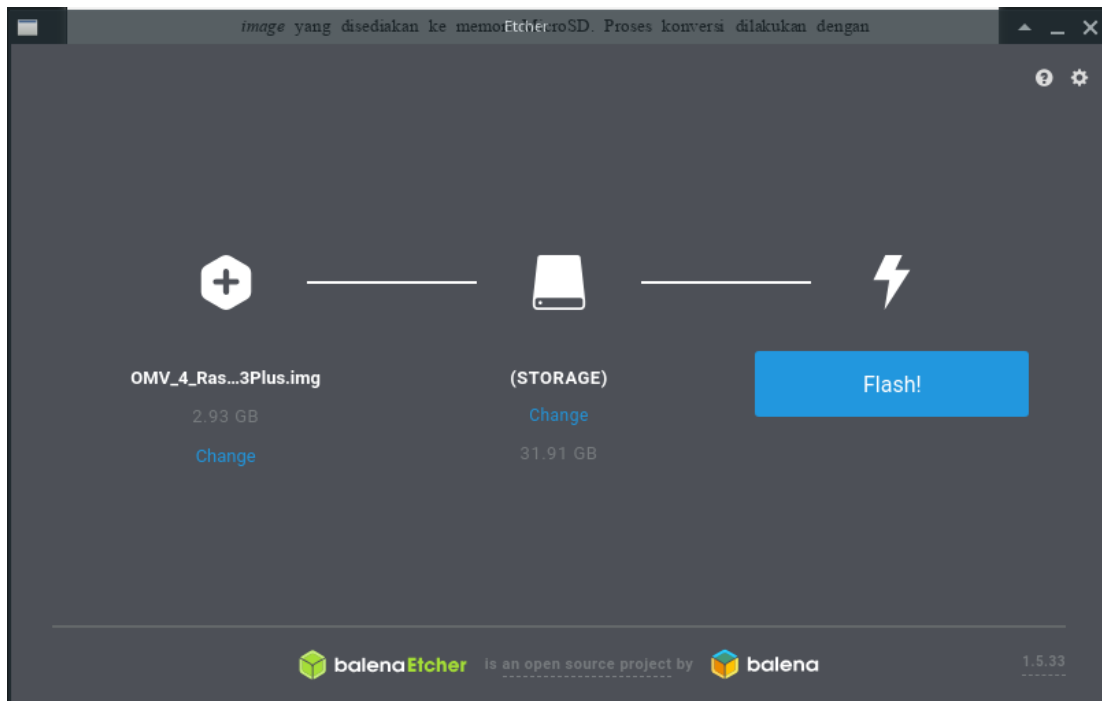 image yang disediakan ke memori MicroSD. Proses konversi dilakukan dengan
Etcher
OMV_4_Ras...3Plus.img
2.93 GB
Change
(STORAGE)
Change
31.91 GB
Flash!
balenaEtcher is an open source project by balena
1.5.33